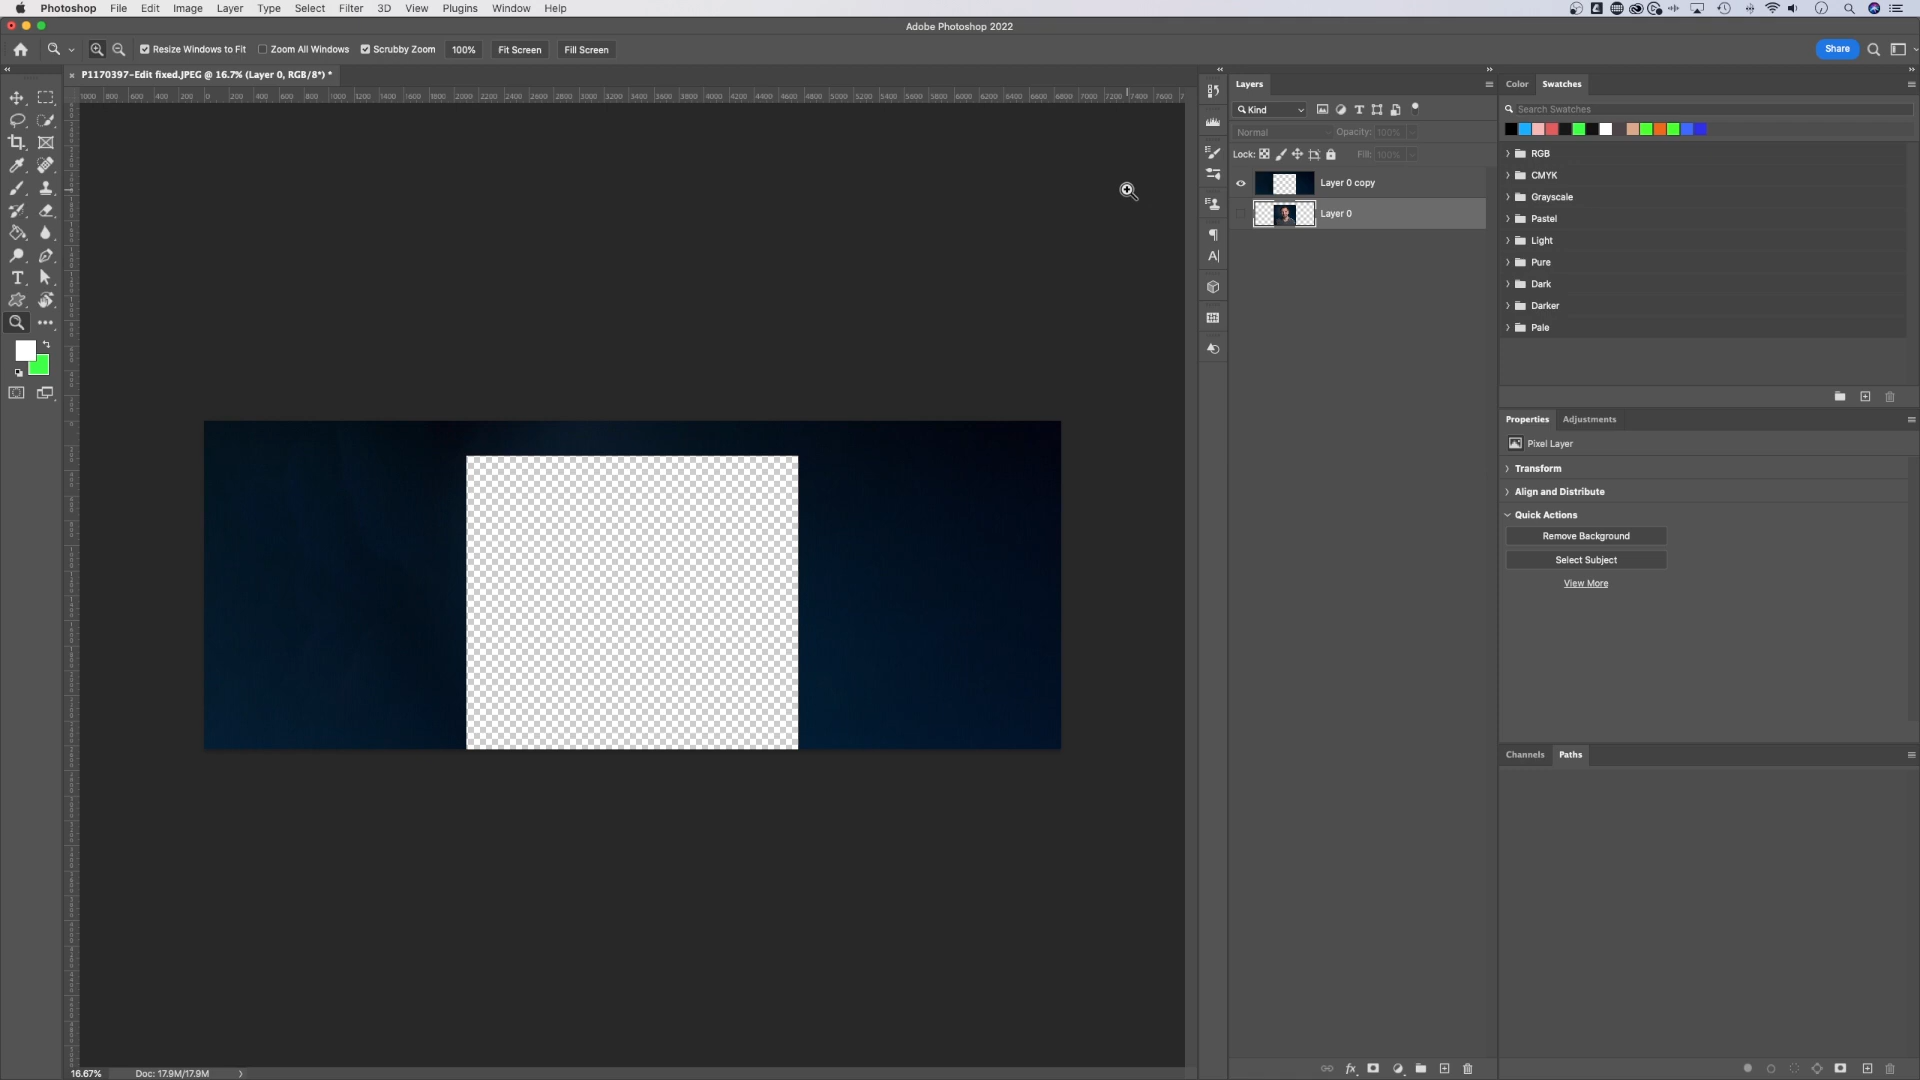 Photoshop File Edit Image Layer Type Select Filter 3D View Plugins Window Help
Adobe Photoshop 2022
Resize Windows to Fit Zoom All Windows Scrubby Zoom 100% Fit Screen Fill Screen Share
P1170397-Edit fixed.JPEG @ 16.7% (Layer 0, RGB/8*) *
Layers
Kind
Normal Opacity: 100%
Lock: Fill: 100%
Layer 0 copy
Layer 0
Color Swatches
Search Swatches
RGB
CMYK
Grayscale
Pastel
Light
Pure
Dark
Darker
Pale
Properties Adjustments
Pixel Layer
Transform
Align and Distribute
Quick Actions
Remove Background
Select Subject
View More
Channels Paths
16.67% Doc: 17.9M/17.9M